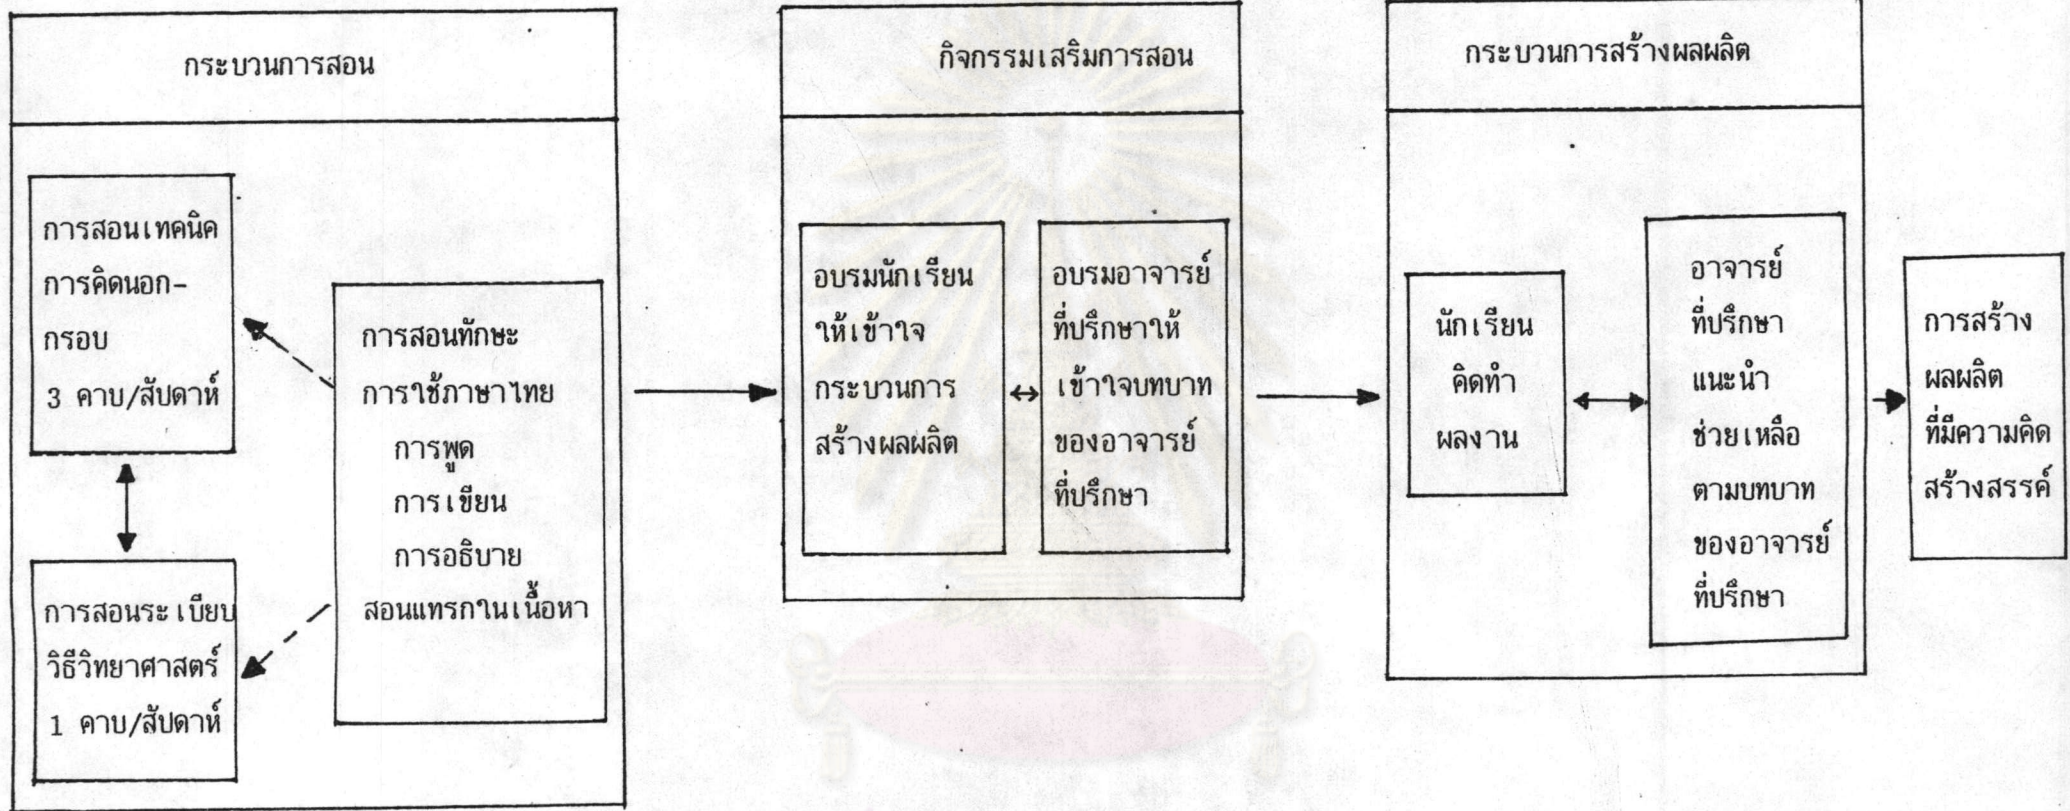 กระบวนการสอน
การสอนเทคนิค
การคิดนอก-
กรอบ
3 คาบ/สัปดาห์
การสอนระเบียบ
วิธีวิทยาศาสตร์
1 คาบ/สัปดาห์
การสอนทักษะ
การใช้ภาษาไทย
การพูด
การเขียน
การอธิบาย
สอนแทรกในเนื้อหา
กิจกรรมเสริมการสอน
อบรมนักเรียน
ให้เข้าใจ
กระบวนการ
สร้างผลผลิต
อบรมอาจารย์
ที่ปรึกษาให้
เข้าใจบทบาท
ของอาจารย์
ที่ปรึกษา
กระบวนการสร้างผลผลิต
นักเรียน
คิดทำ
ผลงาน
อาจารย์
ที่ปรึกษา
แนะนำ
ช่วยเหลือ
ตามบทบาท
ของอาจารย์
ที่ปรึกษา
การสร้าง
ผลผลิต
ที่มีความคิด
สร้างสรรค์